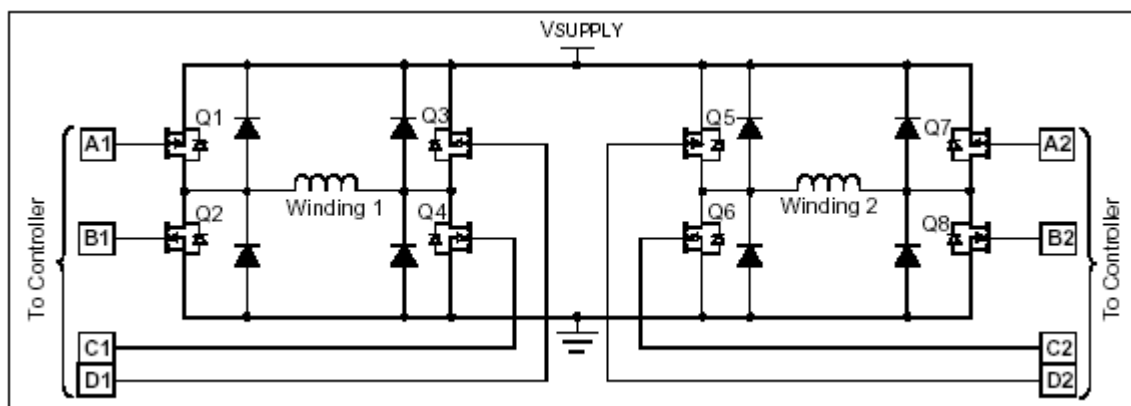 VSUPPLY
Q1
Q3
Q5
Q7
A1
A2
Winding 1
Winding 2
Q2
Q4
Q6
Q8
B1
B2
To Controller
To Controller
C1
C2
D1
D2